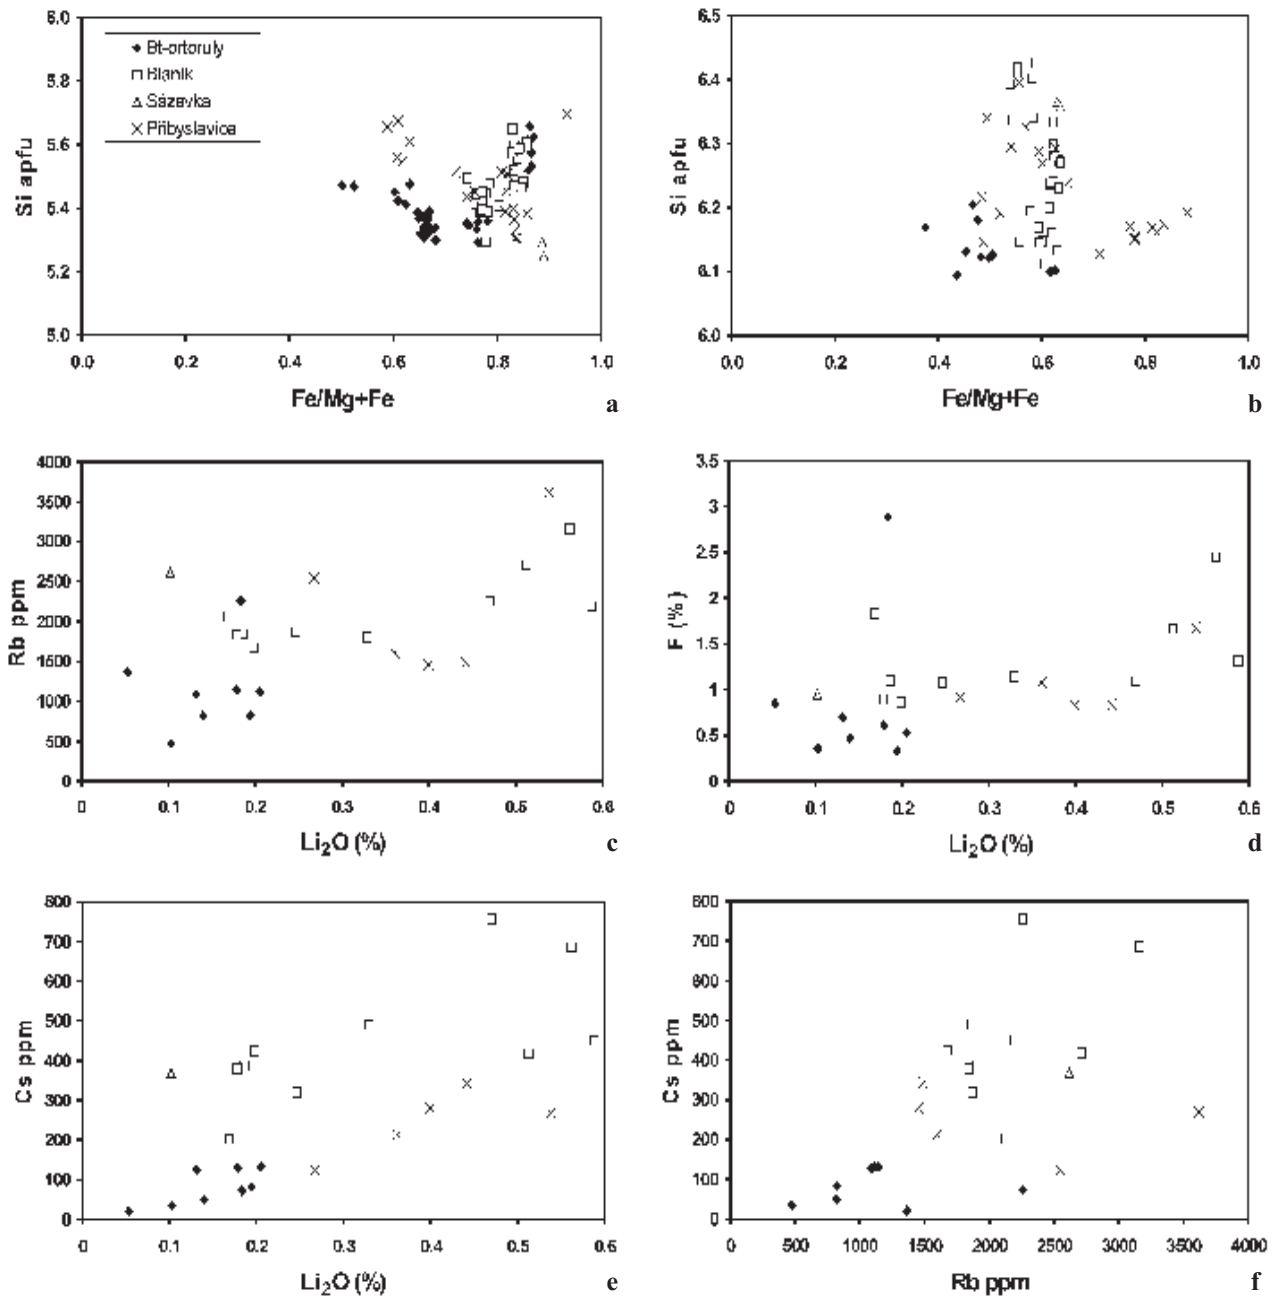 6.0
5.8
5.6
5.4
5.2
5.0
Si apfu
Bt-ortoruly
Blaník
Sázavka
Přibyslavice
0.0 0.2 0.4 0.6 0.8 1.0
Fe/Mg+Fe
a
6.5
6.4
6.3
6.2
6.1
6.0
Si apfu
0.0 0.2 0.4 0.6 0.8 1.0
Fe/Mg+Fe
b
4000
3500
3000
2500
2000
1500
1000
500
0
Rb ppm
0 0.1 0.2 0.3 0.4 0.5 0.6
Li₂O (%)
c
3.5
3
2.5
2
1.5
1
0.5
0
F (%)
0 0.1 0.2 0.3 0.4 0.5 0.6
Li₂O (%)
d
800
700
600
500
400
300
200
100
0
Cs ppm
0 0.1 0.2 0.3 0.4 0.5 0.6
Li₂O (%)
e
800
700
600
500
400
300
200
100
0
Cs ppm
0 500 1000 1500 2000 2500 3000 3500 4000
Rb ppm
f